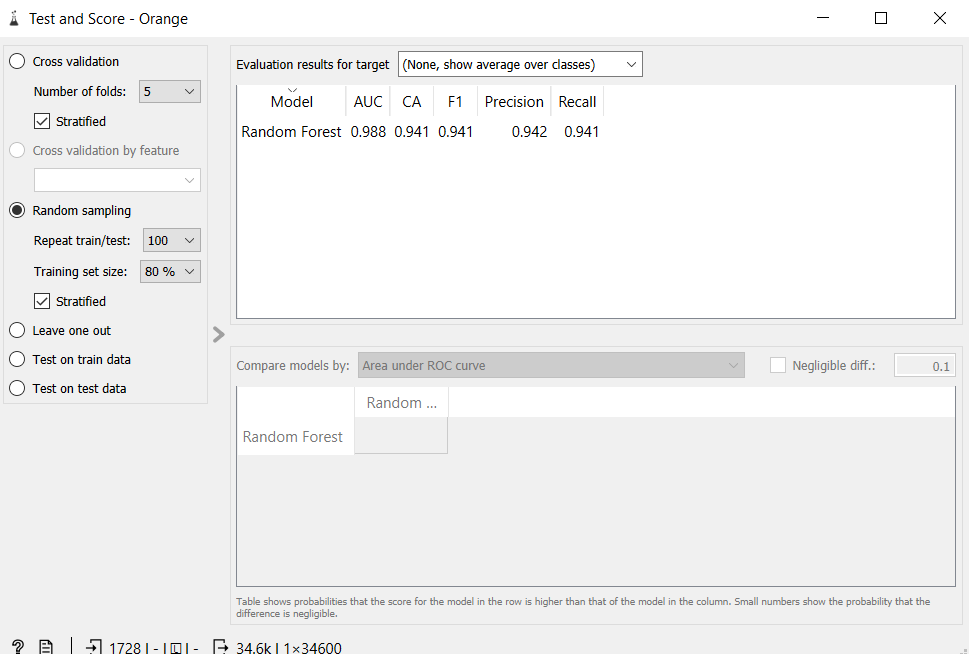 Test and Score - Orange
Cross validation
Number of folds: 5
Stratified
Cross validation by feature
Random sampling
Repeat train/test: 100
Training set size: 80 %
Stratified
Leave one out
Test on train data
Test on test data
Evaluation results for target (None, show average over classes)
Model AUC CA F1 Precision Recall
Random Forest 0.988 0.941 0.941 0.942 0.941
Compare models by: Area under ROC curve Negligible diff.: 0.1
Random ...
Random Forest
Table shows probabilities that the score for the model in the row is higher than that of the model in the column. Small numbers show the probability that the
difference is negligible.
? 1728 | - | - 34.6k | 1×34600